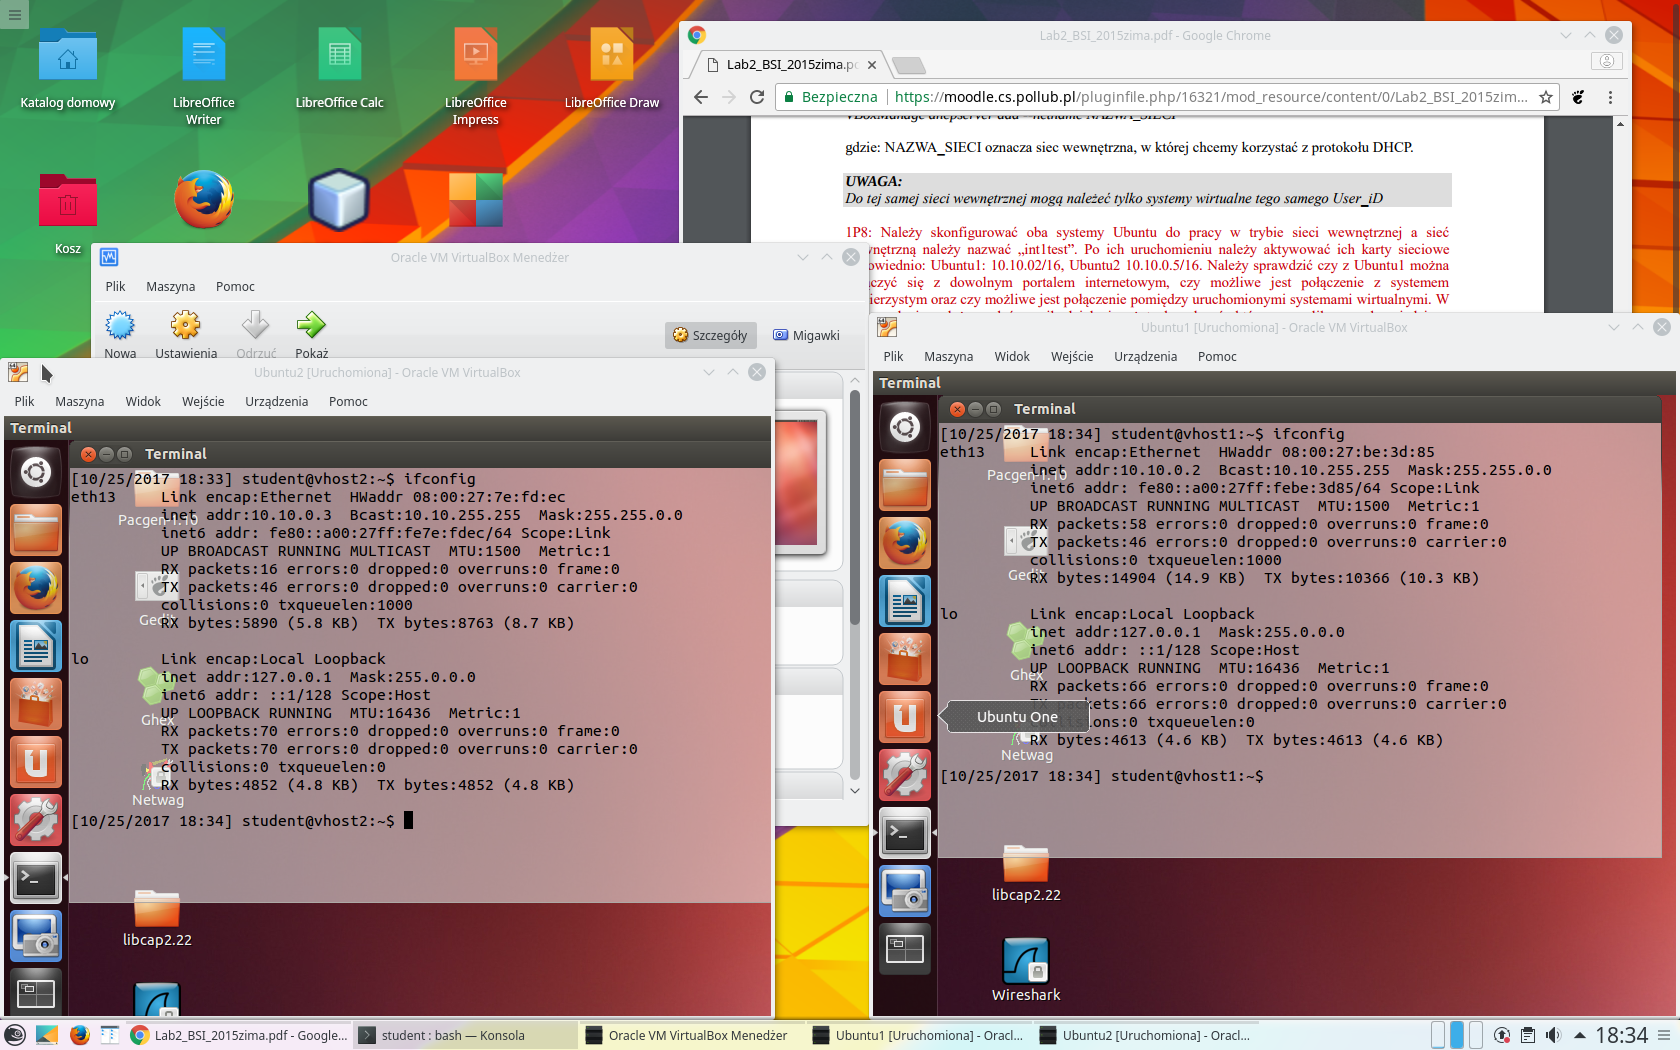 Katalog domowy
LibreOffice Writer
LibreOffice Calc
LibreOffice Impress
LibreOffice Draw
Kosz
Lab2_BSI_2015zima.pdf - Google Chrome
Lab2_BSI_2015zima.pd
Bezpieczna
https://moodle.cs.pollub.pl/pluginfile.php/16321/mod_resource/content/0/Lab2_BSI_2015zim...
gdzie: NAZWA_SIECI oznacza siec wewnętrzna, w której chcemy korzystać z protokołu DHCP.
UWAGA:
Do tej samej sieci wewnętrznej mogą należeć tylko systemy wirtualne tego samego User_iD
1P8: Należy skonfigurować oba systemy Ubuntu do pracy w trybie sieci wewnętrznej a sieć
wnętrzną należy nazwać „int1test”. Po ich uruchomieniu należy aktywować ich karty sieciowe
owiednio: Ubuntu1: 10.10.02/16, Ubuntu2 10.10.0.5/16. Należy sprawdzić czy z Ubuntu1 można
czyć się z dowolnym portalem internetowym, czy możliwe jest połączenie z systemem
ierzystym oraz czy możliwe jest połączenie pomiędzy uruchomionymi systemami wirtualnymi. W
Oracle VM VirtualBox Menedżer
Plik Maszyna Pomoc
Nowa Ustawienia Odrzuć Pokaż
Szczegóły Migawki
Ubuntu2 [Uruchomiona] - Oracle VM VirtualBox
Plik Maszyna Widok Wejście Urządzenia Pomoc
Terminal
Terminal
[10/25/2017 18:33] student@vhost2:~$ ifconfig
eth13 Link encap:Ethernet HWaddr 08:00:27:7e:fd:ec
inet addr:10.10.0.3 Bcast:10.10.255.255 Mask:255.255.0.0
inet6 addr: fe80::a00:27ff:fe7e:fdec/64 Scope:Link
UP BROADCAST RUNNING MULTICAST MTU:1500 Metric:1
RX packets:16 errors:0 dropped:0 overruns:0 frame:0
TX packets:46 errors:0 dropped:0 overruns:0 carrier:0
collisions:0 txqueuelen:1000
RX bytes:5890 (5.8 KB) TX bytes:8763 (8.7 KB)
lo Link encap:Local Loopback
inet addr:127.0.0.1 Mask:255.0.0.0
inet6 addr: ::1/128 Scope:Host
UP LOOPBACK RUNNING MTU:16436 Metric:1
RX packets:70 errors:0 dropped:0 overruns:0 frame:0
TX packets:70 errors:0 dropped:0 overruns:0 carrier:0
collisions:0 txqueuelen:0
RX bytes:4852 (4.8 KB) TX bytes:4852 (4.8 KB)
[10/25/2017 18:34] student@vhost2:~$
Pacgen-1.10
Gedit
Ghex
Netwag
libcap2.22
Ubuntu1 [Uruchomiona] - Oracle VM VirtualBox
Plik Maszyna Widok Wejście Urządzenia Pomoc
Terminal
Terminal
[10/25/2017 18:34] student@vhost1:~$ ifconfig
eth13 Link encap:Ethernet HWaddr 08:00:27:be:3d:85
inet addr:10.10.0.2 Bcast:10.10.255.255 Mask:255.255.0.0
inet6 addr: fe80::a00:27ff:febe:3d85/64 Scope:Link
UP BROADCAST RUNNING MULTICAST MTU:1500 Metric:1
RX packets:58 errors:0 dropped:0 overruns:0 frame:0
TX packets:46 errors:0 dropped:0 overruns:0 carrier:0
collisions:0 txqueuelen:1000
RX bytes:14904 (14.9 KB) TX bytes:10366 (10.3 KB)
lo Link encap:Local Loopback
inet addr:127.0.0.1 Mask:255.0.0.0
inet6 addr: ::1/128 Scope:Host
UP LOOPBACK RUNNING MTU:16436 Metric:1
RX packets:66 errors:0 dropped:0 overruns:0 frame:0
TX packets:66 errors:0 dropped:0 overruns:0 carrier:0
collisions:0 txqueuelen:0
RX bytes:4613 (4.6 KB) TX bytes:4613 (4.6 KB)
[10/25/2017 18:34] student@vhost1:~$
Pacgen-1.10
Gedit
Ghex
Ubuntu One
Netwag
libcap2.22
Wireshark
Lab2_BSI_2015zima.pdf - Google...
student : bash — Konsola
Oracle VM VirtualBox Menedżer
Ubuntu1 [Uruchomiona] - Oracl...
Ubuntu2 [Uruchomiona] - Oracl...
18:34